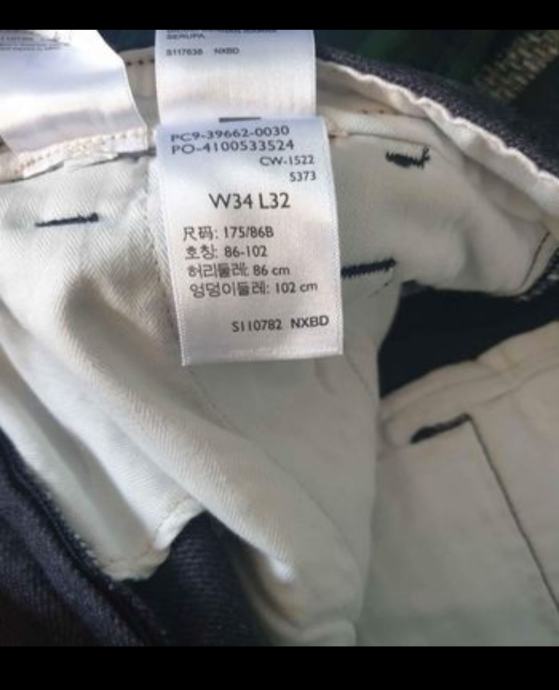 SERUPA
S117638 NXBD
PC9-39662-0030
PO-4100533524
CW-1522
S373
W34 L32
尺码: 175/86B
호칭: 86-102
허리둘레: 86 cm
엉덩이둘레: 102 cm
S110782 NXBD